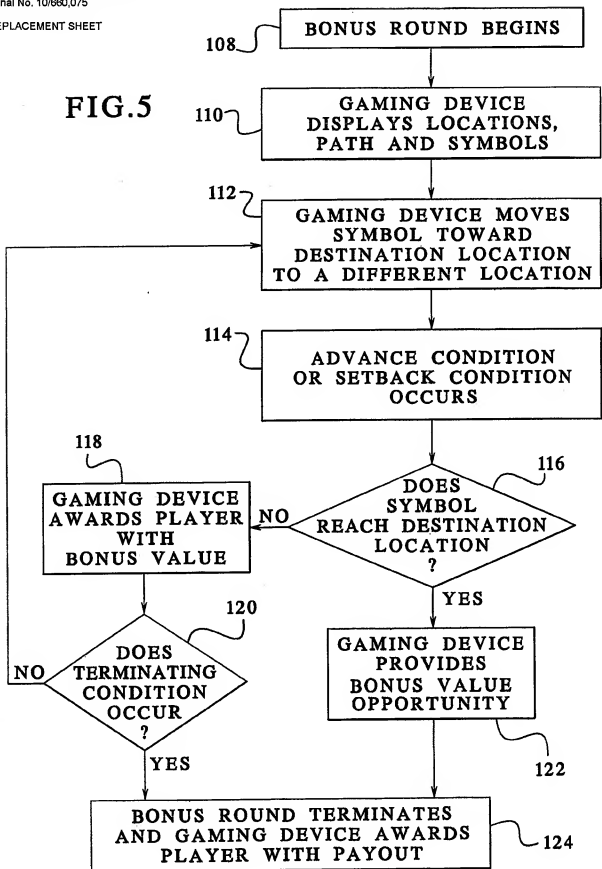 nal No. 10/660,075
EPLACEMENT SHEET
FIG.5
108
BONUS ROUND BEGINS
110
GAMING DEVICE
DISPLAYS LOCATIONS,
PATH AND SYMBOLS
112
GAMING DEVICE MOVES
SYMBOL TOWARD
DESTINATION LOCATION
TO A DIFFERENT LOCATION
114
ADVANCE CONDITION
OR SETBACK CONDITION
OCCURS
116
DOES
SYMBOL
REACH DESTINATION
LOCATION
?
NO
YES
118
GAMING DEVICE
AWARDS PLAYER
WITH
BONUS VALUE
120
DOES
TERMINATING
CONDITION
OCCUR
?
NO
YES
GAMING DEVICE
PROVIDES
BONUS VALUE
OPPORTUNITY
122
BONUS ROUND TERMINATES
AND GAMING DEVICE AWARDS
PLAYER WITH PAYOUT
124